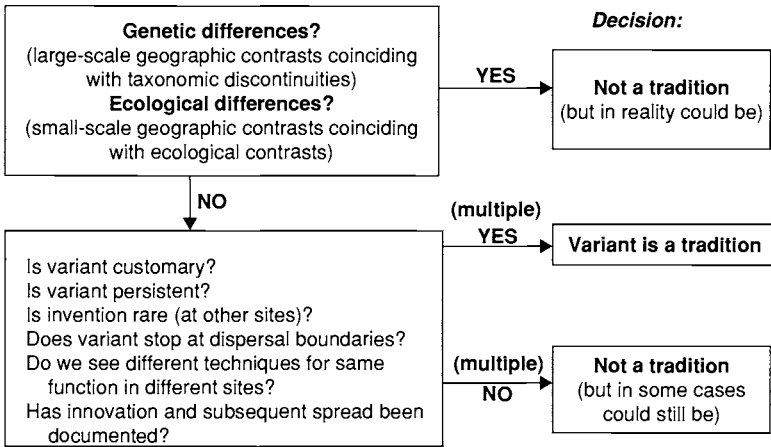 Genetic differences?
(large-scale geographic contrasts coinciding
with taxonomic discontinuities)
Ecological differences?
(small-scale geographic contrasts coinciding
with ecological contrasts)
YES
Decision:
Not a tradition
(but in reality could be)
NO
Is variant customary?
Is variant persistent?
Is invention rare (at other sites)?
Does variant stop at dispersal boundaries?
Do we see different techniques for same
function in different sites?
Has innovation and subsequent spread been
documented?
(multiple)
YES
Variant is a tradition
(multiple)
NO
Not a tradition
(but in some cases
could still be)